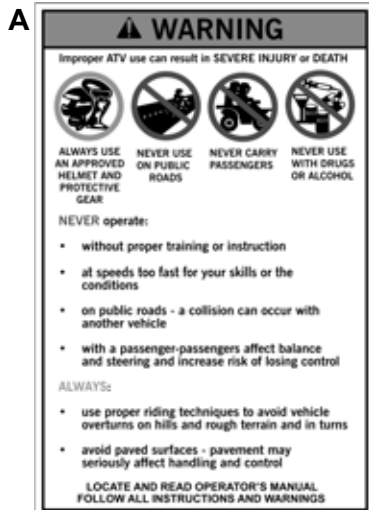 A
WARNING
Improper ATV use can result in SEVERE INJURY or DEATH
ALWAYS USE
AN APPROVED
HELMET AND
PROTECTIVE
GEAR
NEVER USE
ON PUBLIC
ROADS
NEVER CARRY
PASSENGERS
NEVER USE
WITH DRUGS
OR ALCOHOL
NEVER operate:
• without proper training or instruction
• at speeds too fast for your skills or the
conditions
• on public roads - a collision can occur with
another vehicle
• with a passenger-passengers affect balance
and steering and increase risk of losing control
ALWAYS:
• use proper riding techniques to avoid vehicle
overturns on hills and rough terrain and in turns
• avoid paved surfaces - pavement may
seriously affect handling and control
LOCATE AND READ OPERATOR'S MANUAL
FOLLOW ALL INSTRUCTIONS AND WARNINGS